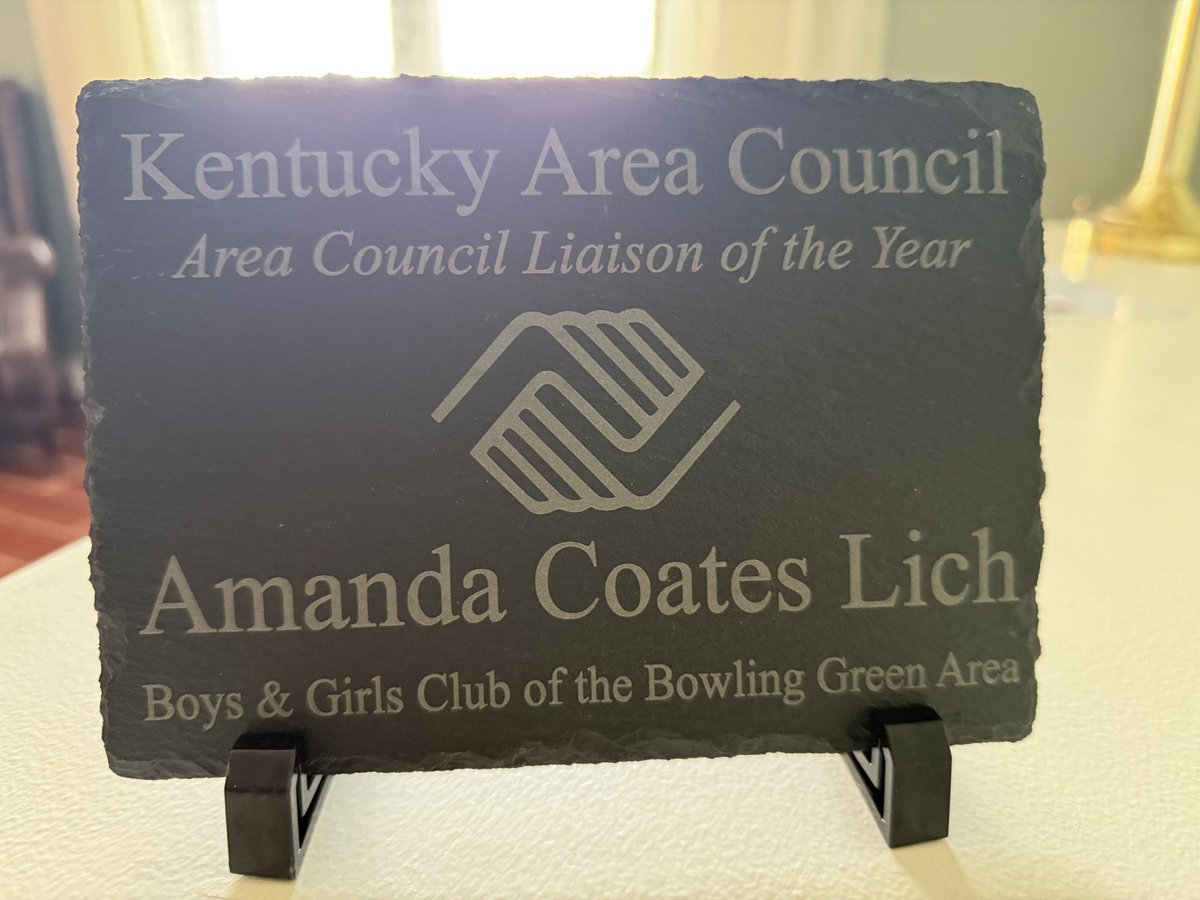 Kentucky Area Council
Area Council Liaison of the Year
Amanda Coates Lich
Boys & Girls Club of the Bowling Green Area